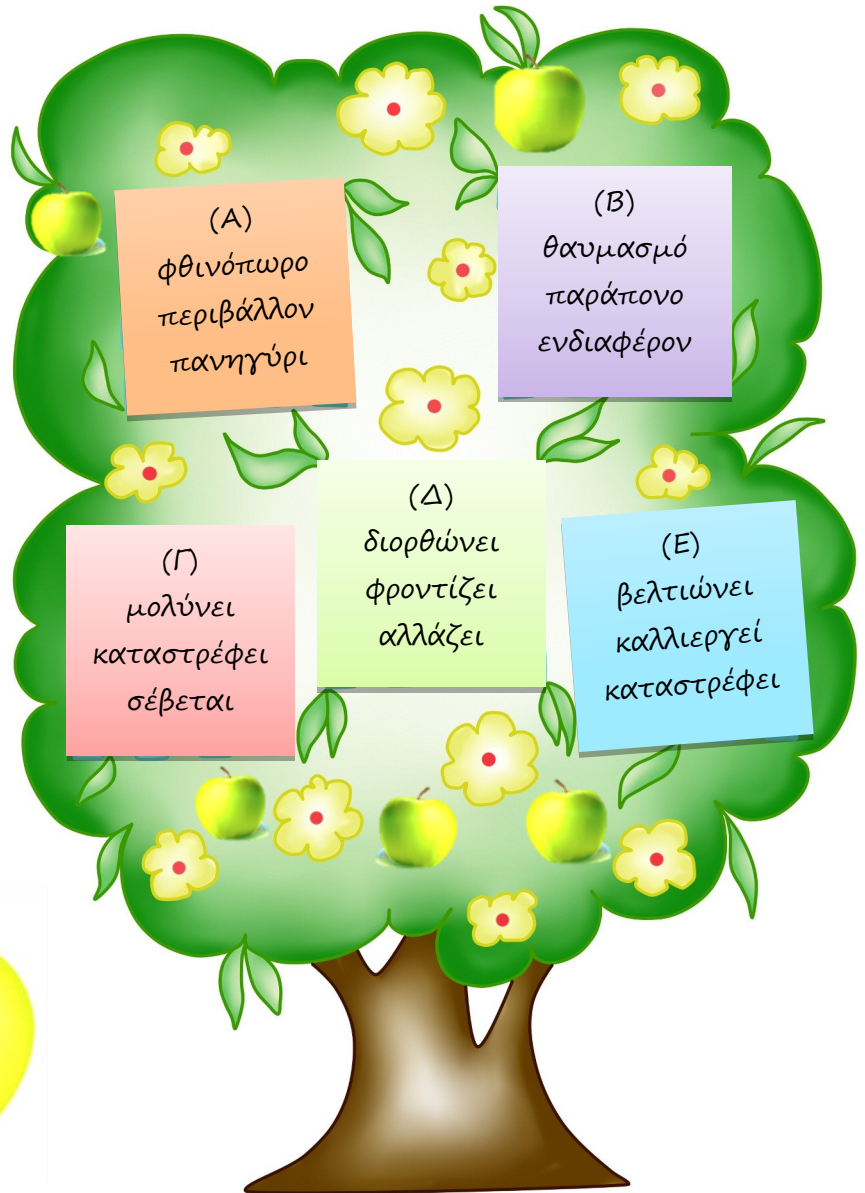 (Α)
φθινόπωρο
περιβάλλον
πανηγύρι
(Β)
θαυμασμό
παράπονο
ενδιαφέρον
(Γ)
μολύνει
καταστρέφει
σέβεται
(Δ)
διορθώνει
φροντίζει
αλλάζει
(Ε)
βελτιώνει
καλλιεργεί
καταστρέφει